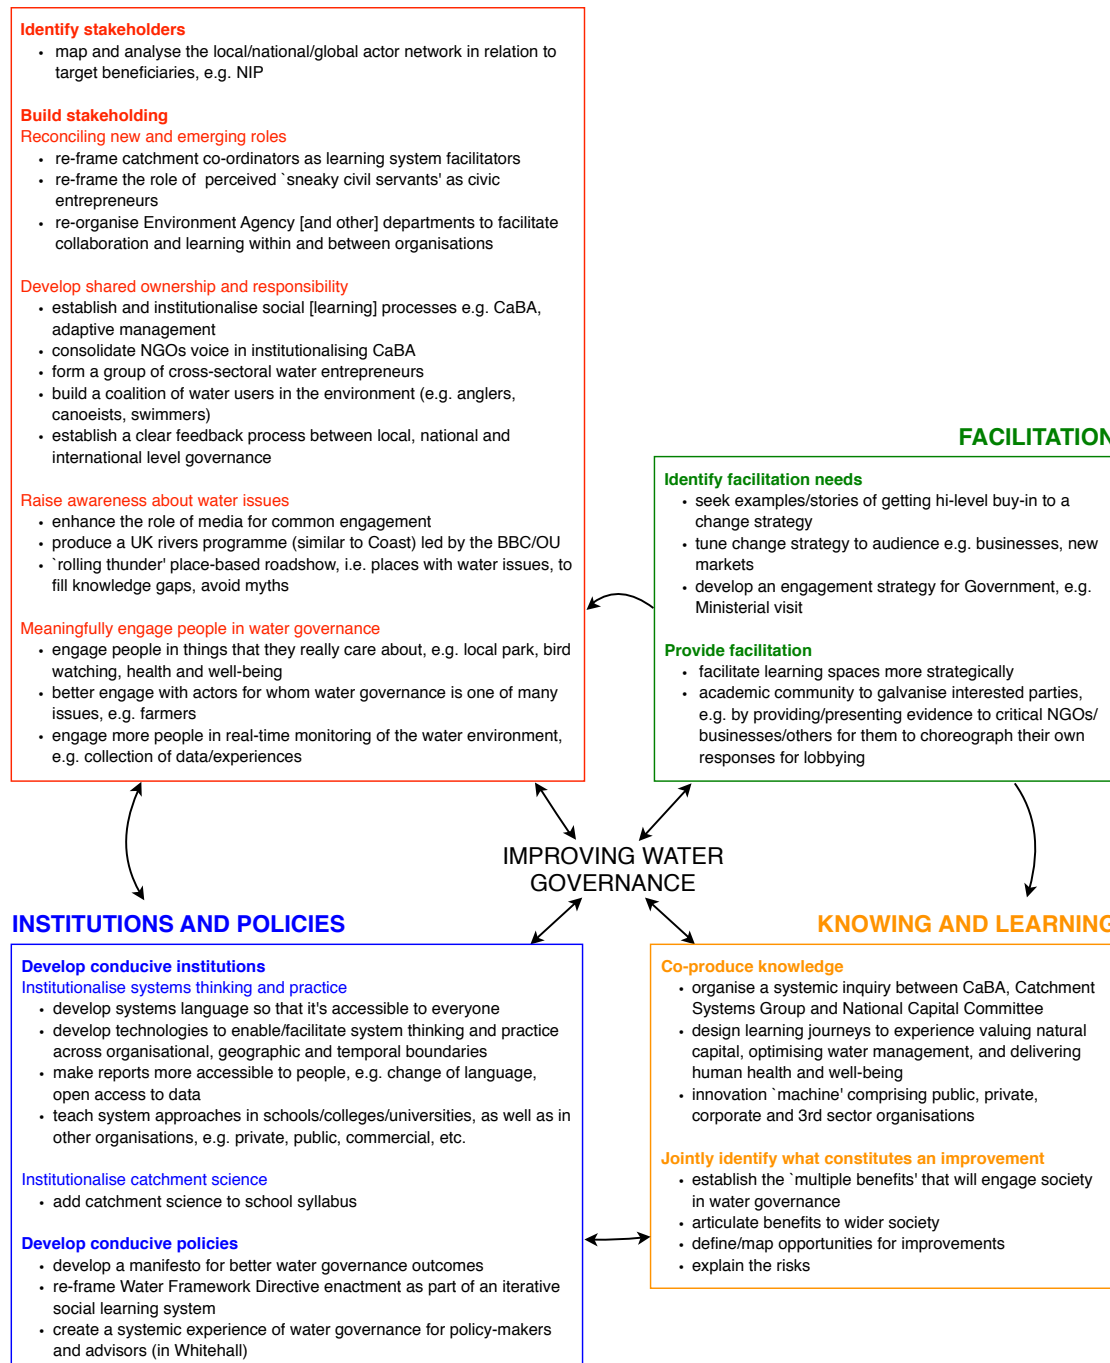 Identify stakeholders
• map and analyse the local/national/global actor network in relation to
target beneficiaries, e.g. NIP
Build stakeholding
Reconciling new and emerging roles
• re-frame catchment co-ordinators as learning system facilitators
• re-frame the role of  perceived `sneaky civil servants' as civic
entrepreneurs
• re-organise Environment Agency [and other] departments to facilitate
collaboration and learning within and between organisations
Develop shared ownership and responsibility
• establish and institutionalise social [learning] processes e.g. CaBA,
adaptive management
• consolidate NGOs voice in institutionalising CaBA
• form a group of cross-sectoral water entrepreneurs
• build a coalition of water users in the environment (e.g. anglers,
canoeists, swimmers)
• establish a clear feedback process between local, national and
international level governance
Raise awareness about water issues
• enhance the role of media for common engagement
• produce a UK rivers programme (similar to Coast) led by the BBC/OU
• `rolling thunder' place-based roadshow, i.e. places with water issues, to
fill knowledge gaps, avoid myths
Meaningfully engage people in water governance
• engage people in things that they really care about, e.g. local park, bird
watching, health and well-being
• better engage with actors for whom water governance is one of many
issues, e.g. farmers
• engage more people in real-time monitoring of the water environment,
e.g. collection of data/experiences
FACILITATION
Identify facilitation needs
• seek examples/stories of getting hi-level buy-in to a
change strategy
• tune change strategy to audience e.g. businesses, new
markets
• develop an engagement strategy for Government, e.g.
Ministerial visit
Provide facilitation
• facilitate learning spaces more strategically
• academic community to galvanise interested parties,
e.g. by providing/presenting evidence to critical NGOs/
businesses/others for them to choreograph their own
responses for lobbying
IMPROVING WATER
GOVERNANCE
INSTITUTIONS AND POLICIES
Develop conducive institutions
Institutionalise systems thinking and practice
• develop systems language so that it's accessible to everyone
• develop technologies to enable/facilitate system thinking and practice
across organisational, geographic and temporal boundaries
• make reports more accessible to people, e.g. change of language,
open access to data
• teach system approaches in schools/colleges/universities, as well as in
other organisations, e.g. private, public, commercial, etc.
Institutionalise catchment science
• add catchment science to school syllabus
Develop conducive policies
• develop a manifesto for better water governance outcomes
• re-frame Water Framework Directive enactment as part of an iterative
social learning system
• create a systemic experience of water governance for policy-makers
and advisors (in Whitehall)
KNOWING AND LEARNING
Co-produce knowledge
• organise a systemic inquiry between CaBA, Catchment
Systems Group and National Capital Committee
• design learning journeys to experience valuing natural
capital, optimising water management, and delivering
human health and well-being
• innovation `machine' comprising public, private,
corporate and 3rd sector organisations
Jointly identify what constitutes an improvement
• establish the `multiple benefits' that will engage society
in water governance
• articulate benefits to wider society
• define/map opportunities for improvements
• explain the risks